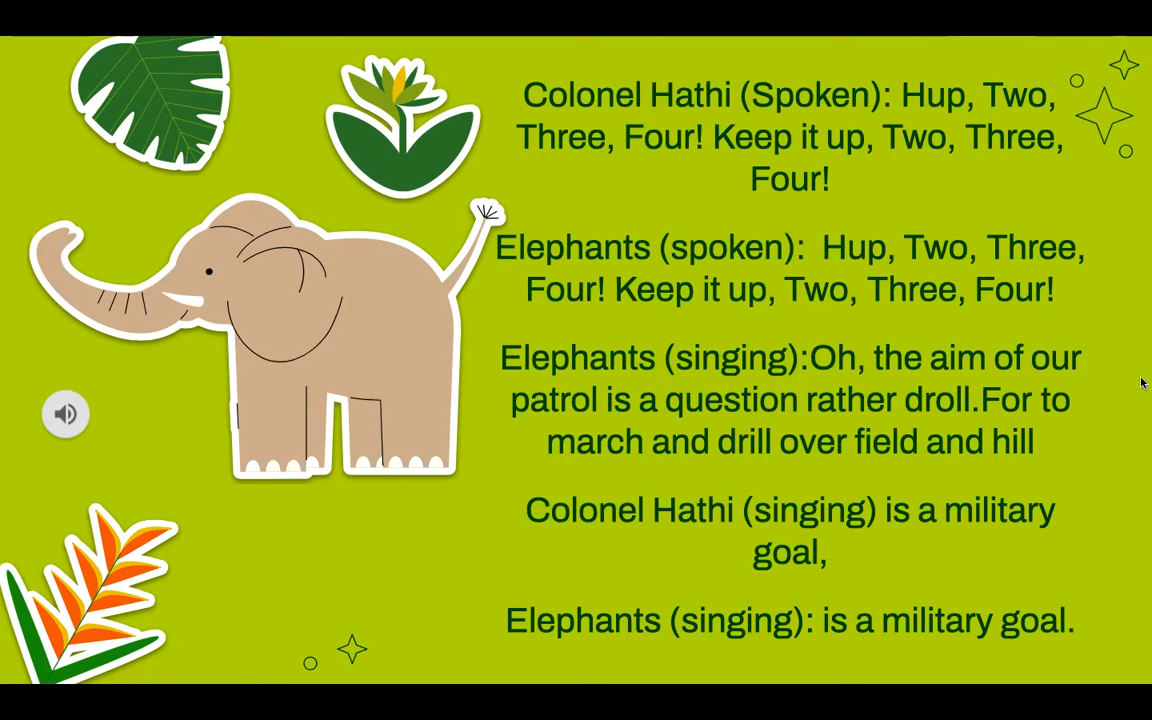 Colonel Hathi (Spoken): Hup, Two,
Three, Four! Keep it up, Two, Three,
Four!
Elephants (spoken):  Hup, Two, Three,
Four! Keep it up, Two, Three, Four!
Elephants (singing):Oh, the aim of our
patrol is a question rather droll.For to
march and drill over field and hill
Colonel Hathi (singing) is a military
goal,
Elephants (singing): is a military goal.